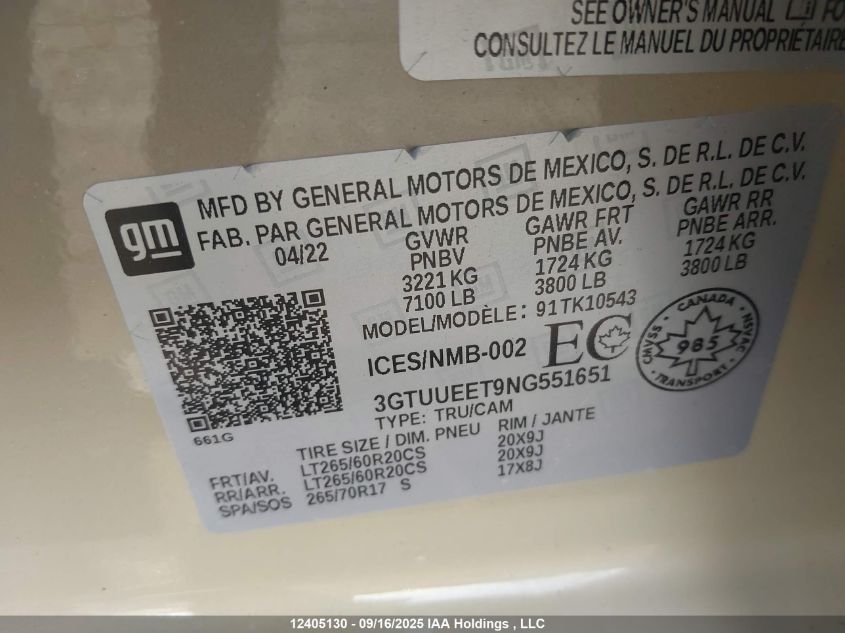 SEE OWNER'S MANUAL FO
CONSULTEZ LE MANUEL DU PROPRIÉTAIRE
gm
MFD BY GENERAL MOTORS DE MEXICO, S. DE R.L. DE C.V.
FAB. PAR GENERAL MOTORS DE MEXICO, S. DE R.L. DE C.V.
04/22 GVWR GAWR FRT GAWR RR
PNBV PNBE AV. PNBE ARR.
3221 KG 1724 KG 1724 KG
7100 LB 3800 LB 3800 LB
MODEL/MODÈLE: 91TK10543
ICES/NMB-002 EC
CANADA
CMVSS 985 NSVAC
TRANSPORT
3GTUUEET9NG551651
TYPE: TRU/CAM
661G
TIRE SIZE / DIM. PNEU RIM / JANTE
FRT/AV. LT265/60R20CS 20X9J
RR/ARR. LT265/60R20CS 20X9J
SPA/SOS 265/70R17 S 17X8J
12405130 - 09/16/2025 IAA Holdings , LLC